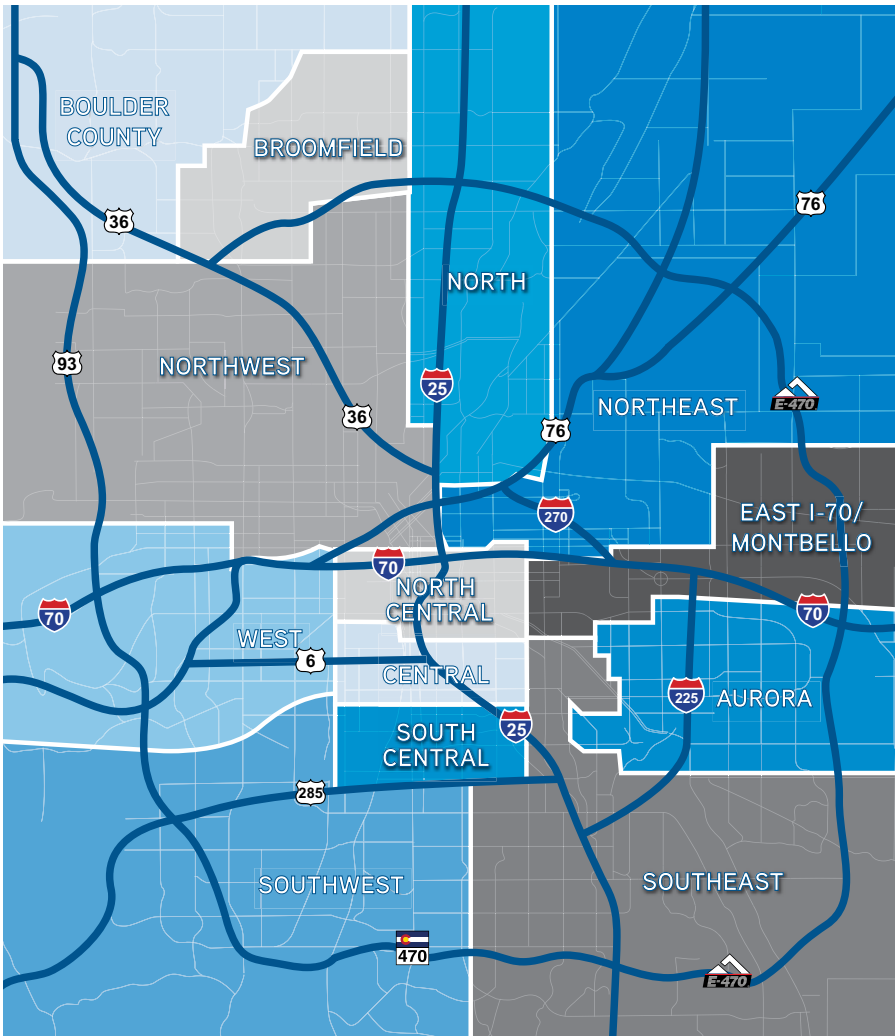 BOULDER
COUNTY
BROOMFIELD
36
76
NORTH
93
NORTHWEST
25
E-470
36
NORTHEAST
76
270
EAST I-70/
MONTBELLO
70
NORTH
CENTRAL
70
70
WEST
6
CENTRAL
225
AURORA
25
SOUTH
CENTRAL
285
SOUTHWEST
SOUTHEAST
470
E-470